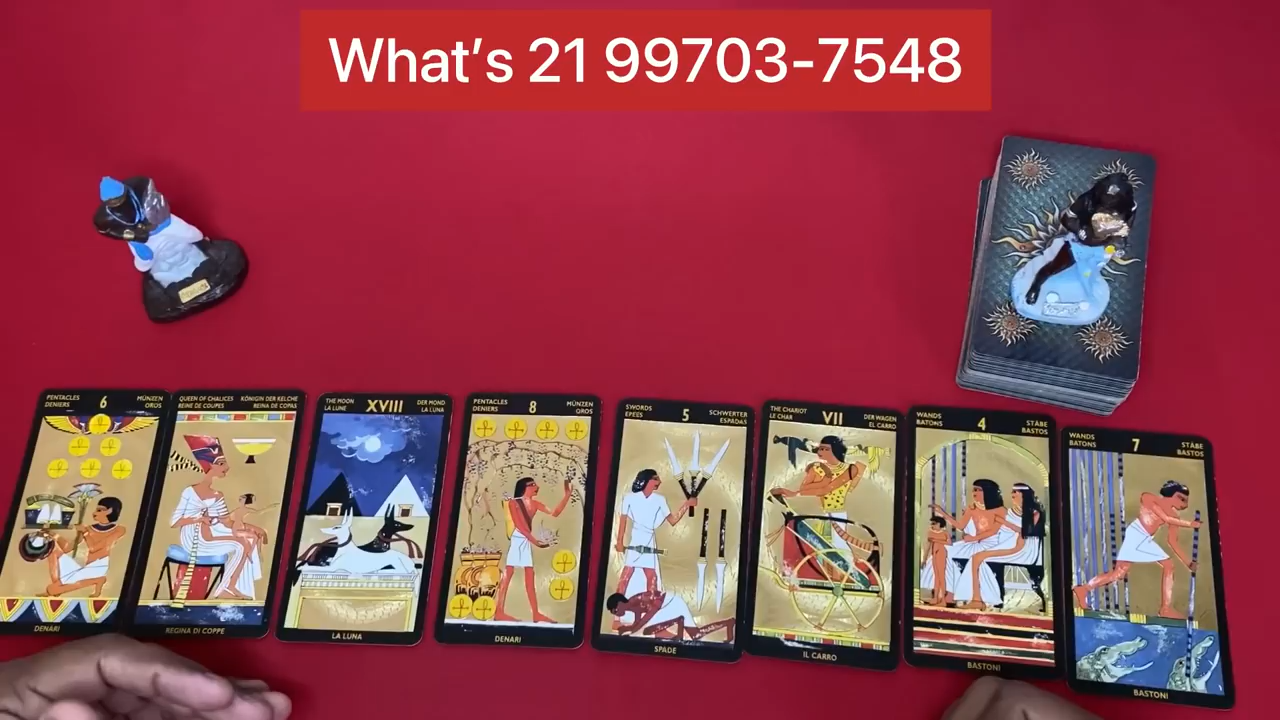 What's 21 99703-7548
PENTACLES
DENIERS
6
MÜNZEN
OROS
DENARI
QUEEN OF CHALICES
REINE DE COUPES
KÖNIGIN DER KELCHE
REINA DE COPAS
REGINA DI COPPE
THE MOON
LA LUNE
XVIII
DER MOND
LA LUNA
LA LUNA
PENTACLES
DENIERS
8
MÜNZEN
OROS
DENARI
SWORDS
EPÉES
5
SCHWERTER
ESPADAS
SPADE
THE CHARIOT
LE CHAR
VII
DER WAGEN
EL CARRO
IL CARRO
WANDS
BATONS
4
STÄBE
BASTOS
BASTONI
WANDS
BATONS
7
STÄBE
BASTOS
BASTONI